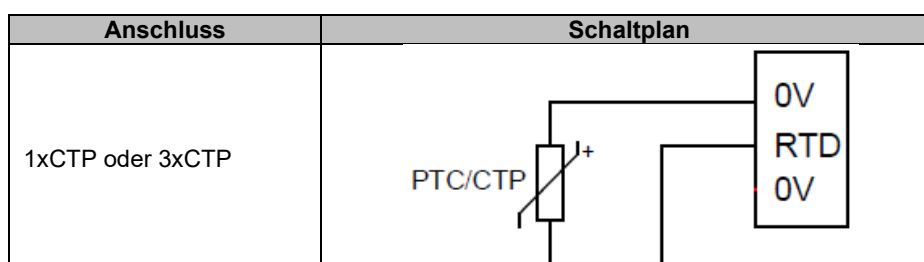 Anschluss Schaltplan
1xCTP oder 3xCTP
PTC/CTP
+
0V
RTD
0V